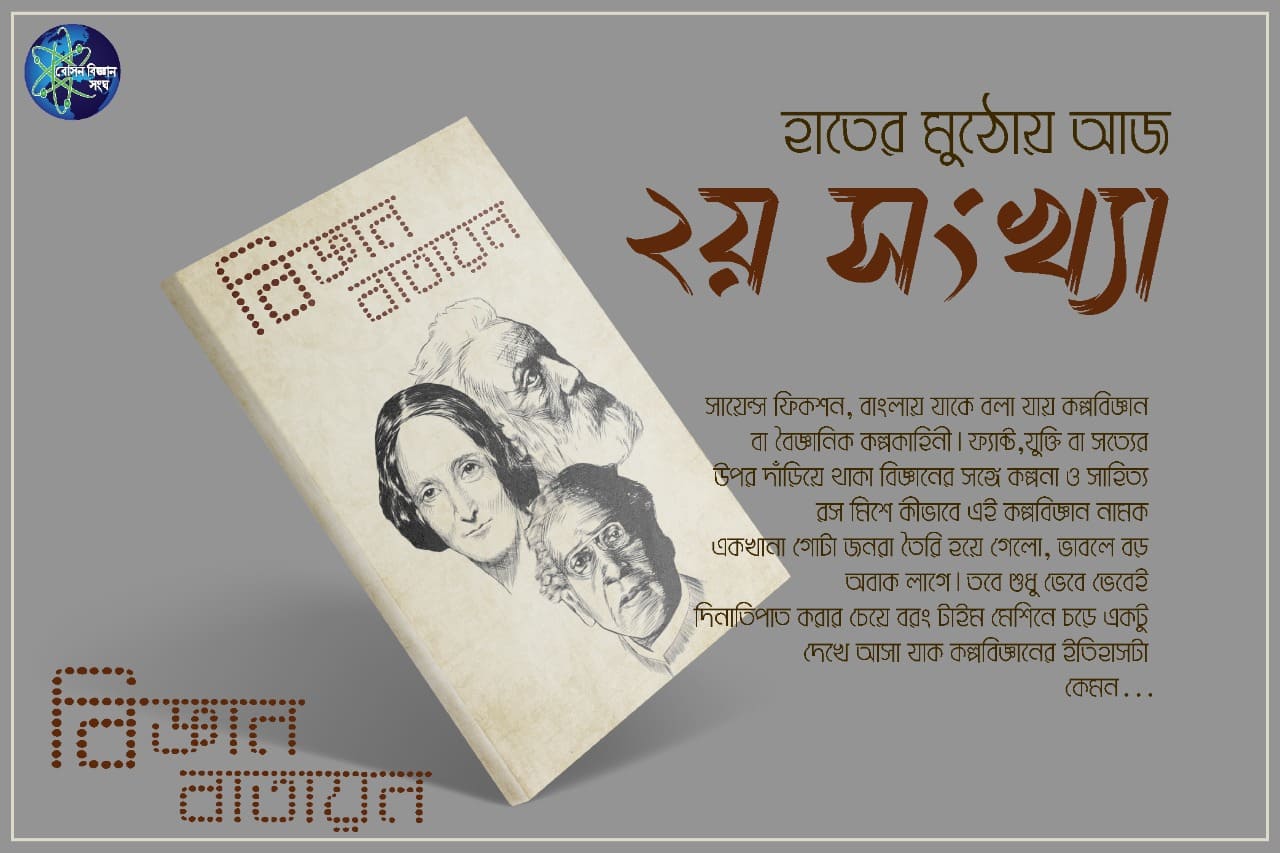 বোসন বিজ্ঞান
সংঘ
হাতের মুঠোয় আজ
২য় সংখ্যা
বিজ্ঞান
বাতায়ন
সায়েন্স ফিকশন, বাংলায় যাকে বলা যায় কল্পবিজ্ঞান
বা বৈজ্ঞানিক কল্পকাহিনী। ফ্যাক্ট,যুক্তি বা সত্যের
উপর দাঁড়িয়ে থাকা বিজ্ঞানের সঙ্গে কল্পনা ও সাহিত্য
রস মিশে কীভাবে এই কল্পবিজ্ঞান নামক
একখানা গোটা জনরা তৈরি হয়ে গেলো, ভাবলে বড়
অবাক লাগে। তবে শুধু ভেবে ভেবেই
দিনাতিপাত করার চেয়ে বরং টাইম মেশিনে চড়ে একটু
দেখে আসা যাক কল্পবিজ্ঞানের ইতিহাসটা
কেমন...
বিজ্ঞান
বাতায়ন